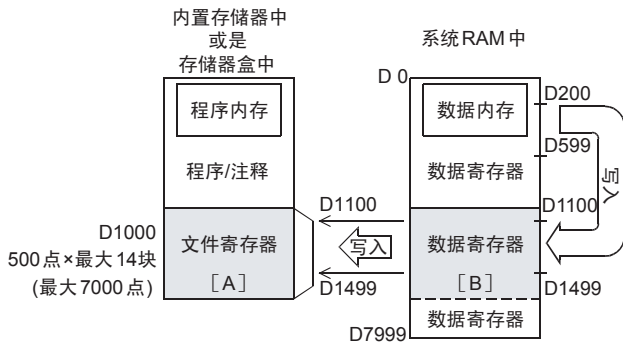 内置存储器中
或是
存储器盒中
程序内存
程序/注释
D1000
500点×最大14块
(最大7000点)
文件寄存器
[A]
D1100
写入
D1499
系统RAM中
D 0
数据内存
D200
D599
数据寄存器
写入
D1100
数据寄存器
[B]
D1499
数据寄存器
D7999